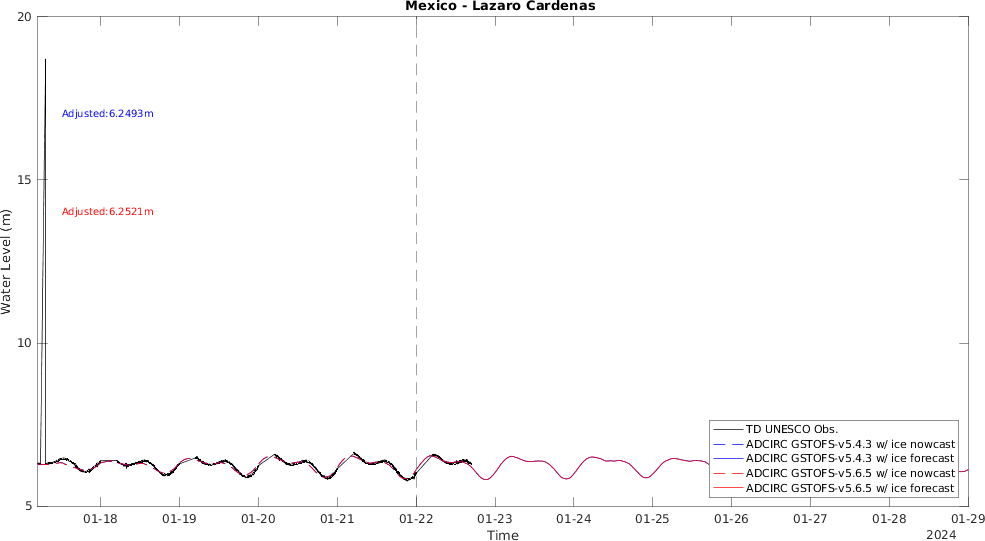 Mexico - Lazaro Cardenas
20
15
10
5
Water Level (m)
Adjusted:6.2493m
Adjusted:6.2521m
TD UNESCO Obs.
ADCIRC GSTOFS-v5.4.3 w/ ice nowcast
ADCIRC GSTOFS-v5.4.3 w/ ice forecast
ADCIRC GSTOFS-v5.6.5 w/ ice nowcast
ADCIRC GSTOFS-v5.6.5 w/ ice forecast
01-18 01-19 01-20 01-21 01-22 01-23 01-24 01-25 01-26 01-27 01-28 01-29
Time
2024